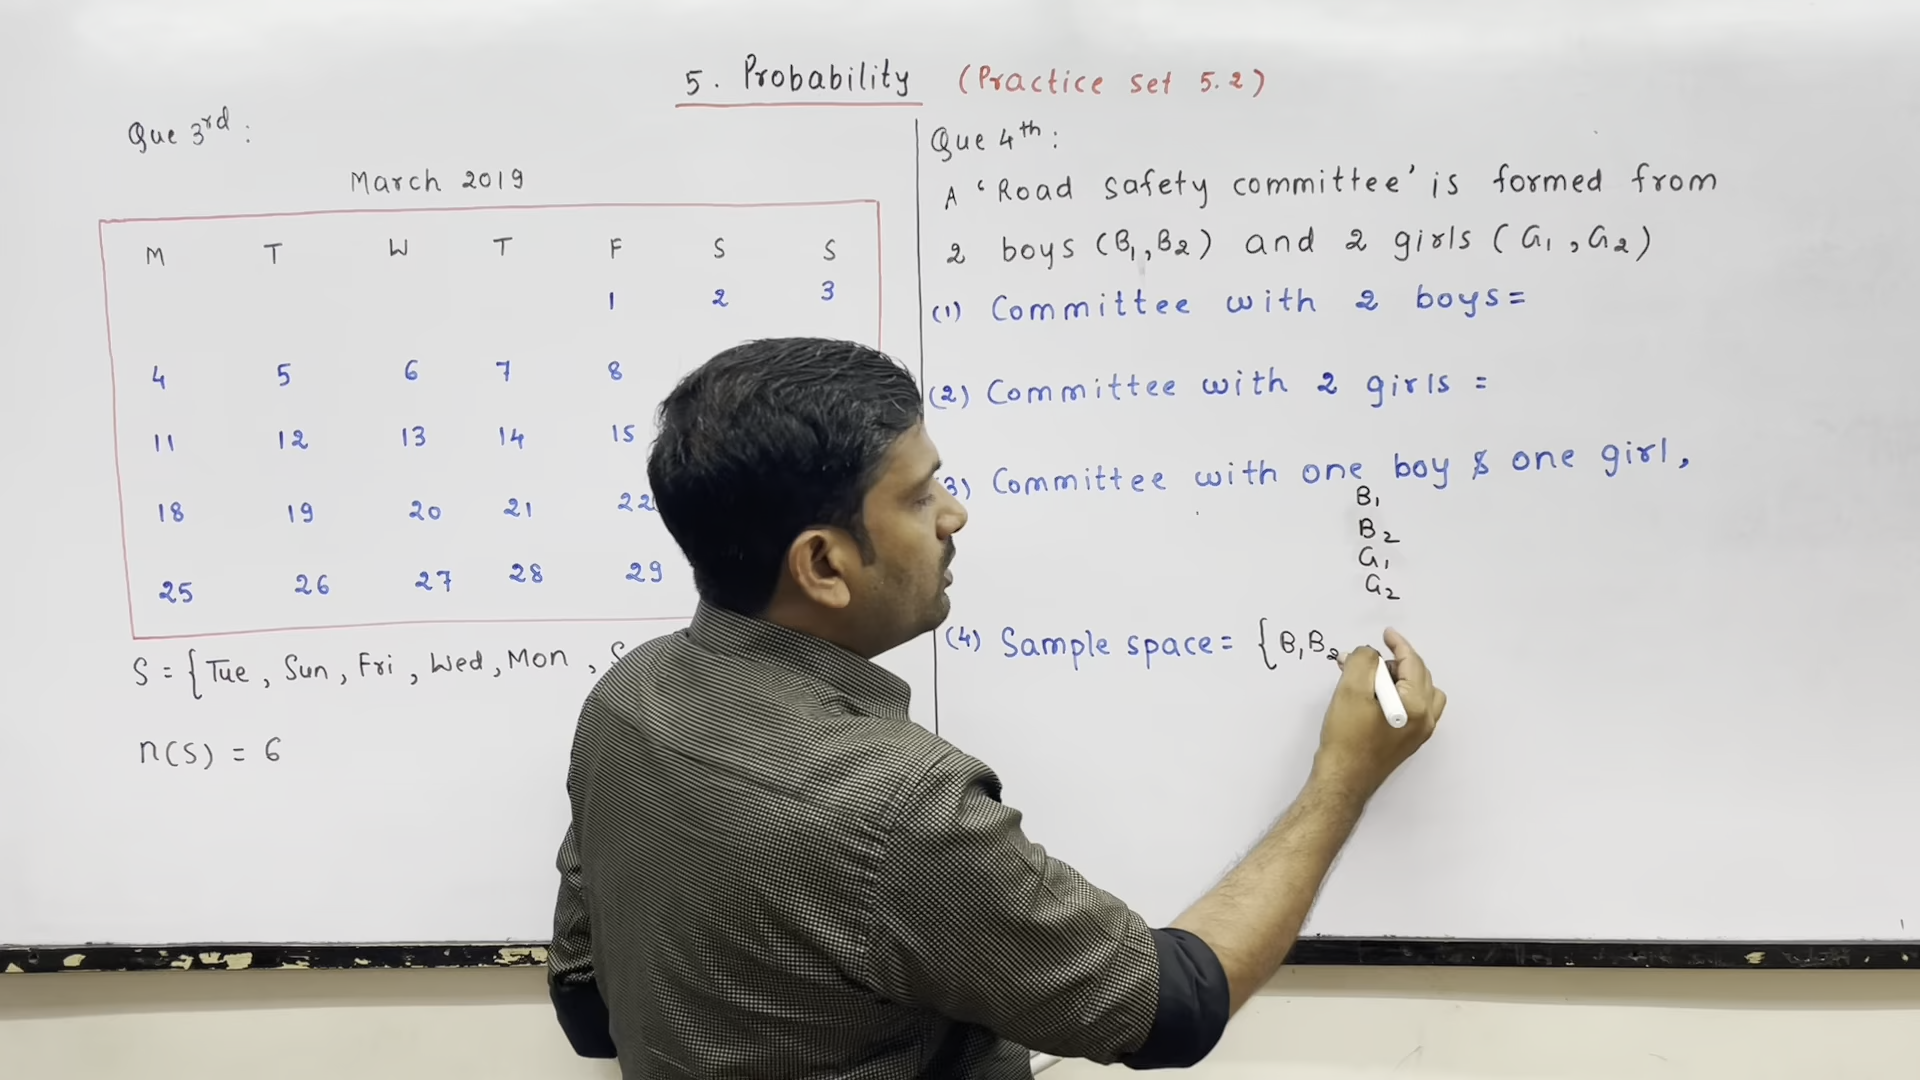 5. Probability (Practice set 5.2)
Que 3rd :
March 2019
M T W T F S S
1 2 3
4 5 6 7 8
11 12 13 14 15
18 19 20 21 22
25 26 27 28 29
S = { Tue , Sun , Fri , Wed , Mon ,
n(S) = 6
Que 4th :
A ‘Road safety committee’ is formed from
2 boys (B₁,B₂) and 2 girls (G₁,G₂)
(1) Committee with 2 boys=
(2) Committee with 2 girls =
3) Committee with one boy & one girl,
B₁
B₂
G₁
G₂
(4) Sample space= {B₁B₂